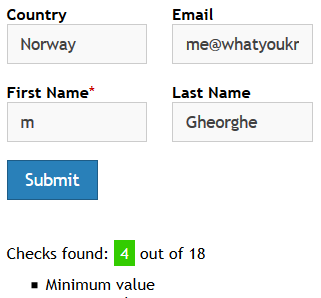 Country Email
Norway me@whatyoukr
First Name* Last Name
m Gheorghe
Submit
Checks found: 4 out of 18
Minimum value